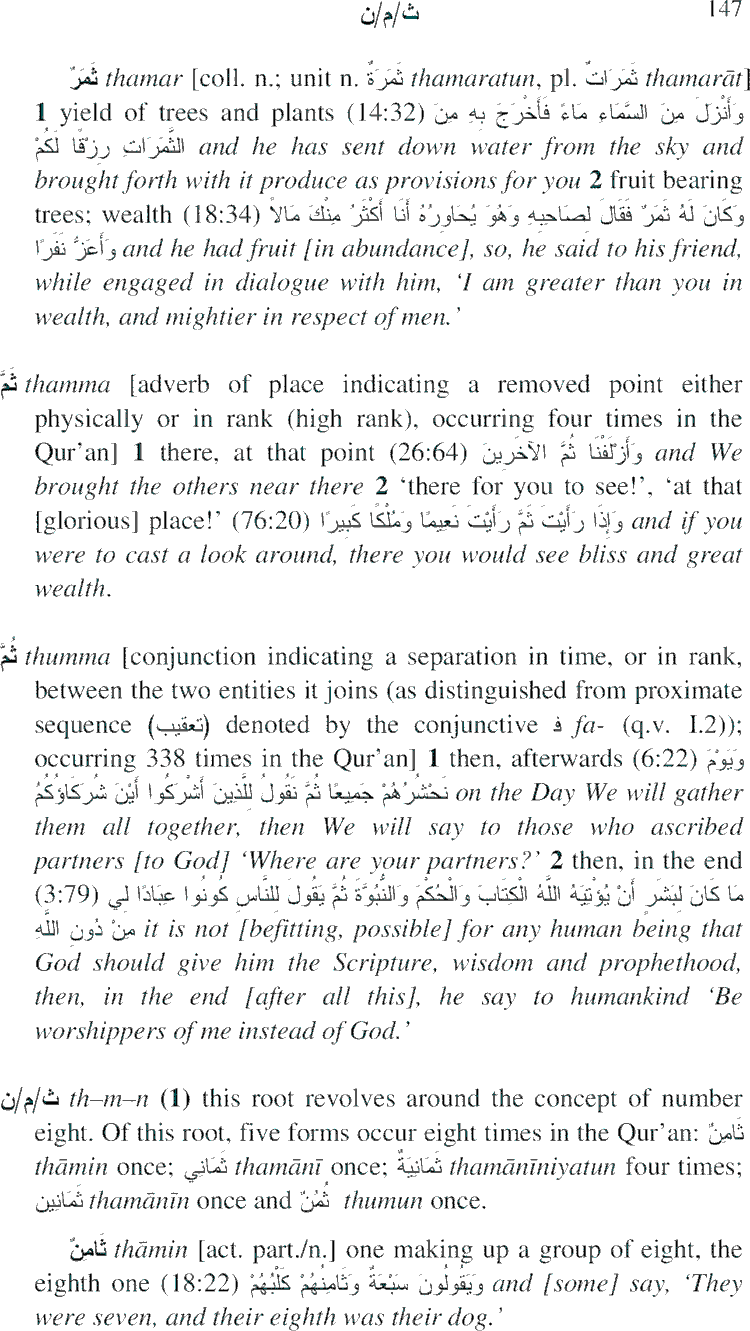 ث/م/ن 147
ثَمَرٌ thamar [coll. n.; unit n. ثَمَرَةٌ thamaratun, pl. ثَمَرَاتٌ thamarāt]
1 yield of trees and plants (14:32) وَأَنْزَلَ مِنَ السَّمَاءِ مَاءً فَأَخْرَجَ بِهِ مِنَ
الثَّمَرَاتِ رِزْقًا لَكُمْ and he has sent down water from the sky and
brought forth with it produce as provisions for you 2 fruit bearing
trees; wealth (18:34) وَكَانَ لَهُ ثَمَرٌ فَقَالَ لِصَاحِبِهِ وَهُوَ يُحَاوِرُهُ أَنَا أَكْثَرُ مِنْكَ مَالاً
وَأَعَزُّ نَفَرًا and he had fruit [in abundance], so, he said to his friend,
while engaged in dialogue with him, ‘I am greater than you in
wealth, and mightier in respect of men.’
ثَمَّ thamma [adverb of place indicating a removed point either
physically or in rank (high rank), occurring four times in the
Qur’an] 1 there, at that point (26:64) وَأَزْلَفْنَا ثَمَّ الآخَرِينَ and We
brought the others near there 2 ‘there for you to see!’, ‘at that
[glorious] place!’ (76:20) وَإِذَا رَأَيْتَ ثَمَّ رَأَيْتَ نَعِيمًا وَمُلْكًا كَبِيرًا and if you
were to cast a look around, there you would see bliss and great
wealth.
ثُمَّ thumma [conjunction indicating a separation in time, or in rank,
between the two entities it joins (as distinguished from proximate
sequence (تعقيب) denoted by the conjunctive فـ fa- (q.v. I.2));
occurring 338 times in the Qur’an] 1 then, afterwards (6:22) وَيَوْمَ
نَحْشُرُهُمْ جَمِيعًا ثُمَّ نَقُولُ لِلَّذِينَ أَشْرَكُوا أَيْنَ شُرَكَاؤُكُمُ on the Day We will gather
them all together, then We will say to those who ascribed
partners [to God] ‘Where are your partners?’ 2 then, in the end
(3:79) مَا كَانَ لِبَشَرٍ أَنْ يُؤْتِيَهُ اللَّهُ الْكِتَابَ وَالْحُكْمَ وَالنُّبُوَّةَ ثُمَّ يَقُولَ لِلنَّاسِ كُونُوا عِبَادًا لِي
مِنْ دُونِ اللَّهِ it is not [befitting, possible] for any human being that
God should give him the Scripture, wisdom and prophethood,
then, in the end [after all this], he say to humankind ‘Be
worshippers of me instead of God.’
ث/م/ن th–m–n (1) this root revolves around the concept of number
eight. Of this root, five forms occur eight times in the Qur’an: ثَامِنٌ
thāmin once; ثَمَانِي thamānī once; ثَمَانِيَةٌ thamānīniyatun four times;
ثَمَانِين thamānīn once and ثُمُنٌ thumun once.
ثَامِنٌ thāmin [act. part./n.] one making up a group of eight, the
eighth one (18:22) وَيَقُولُونَ سَبْعَةٌ وَثَامِنُهُمْ كَلْبُهُمْ and [some] say, ‘They
were seven, and their eighth was their dog.’